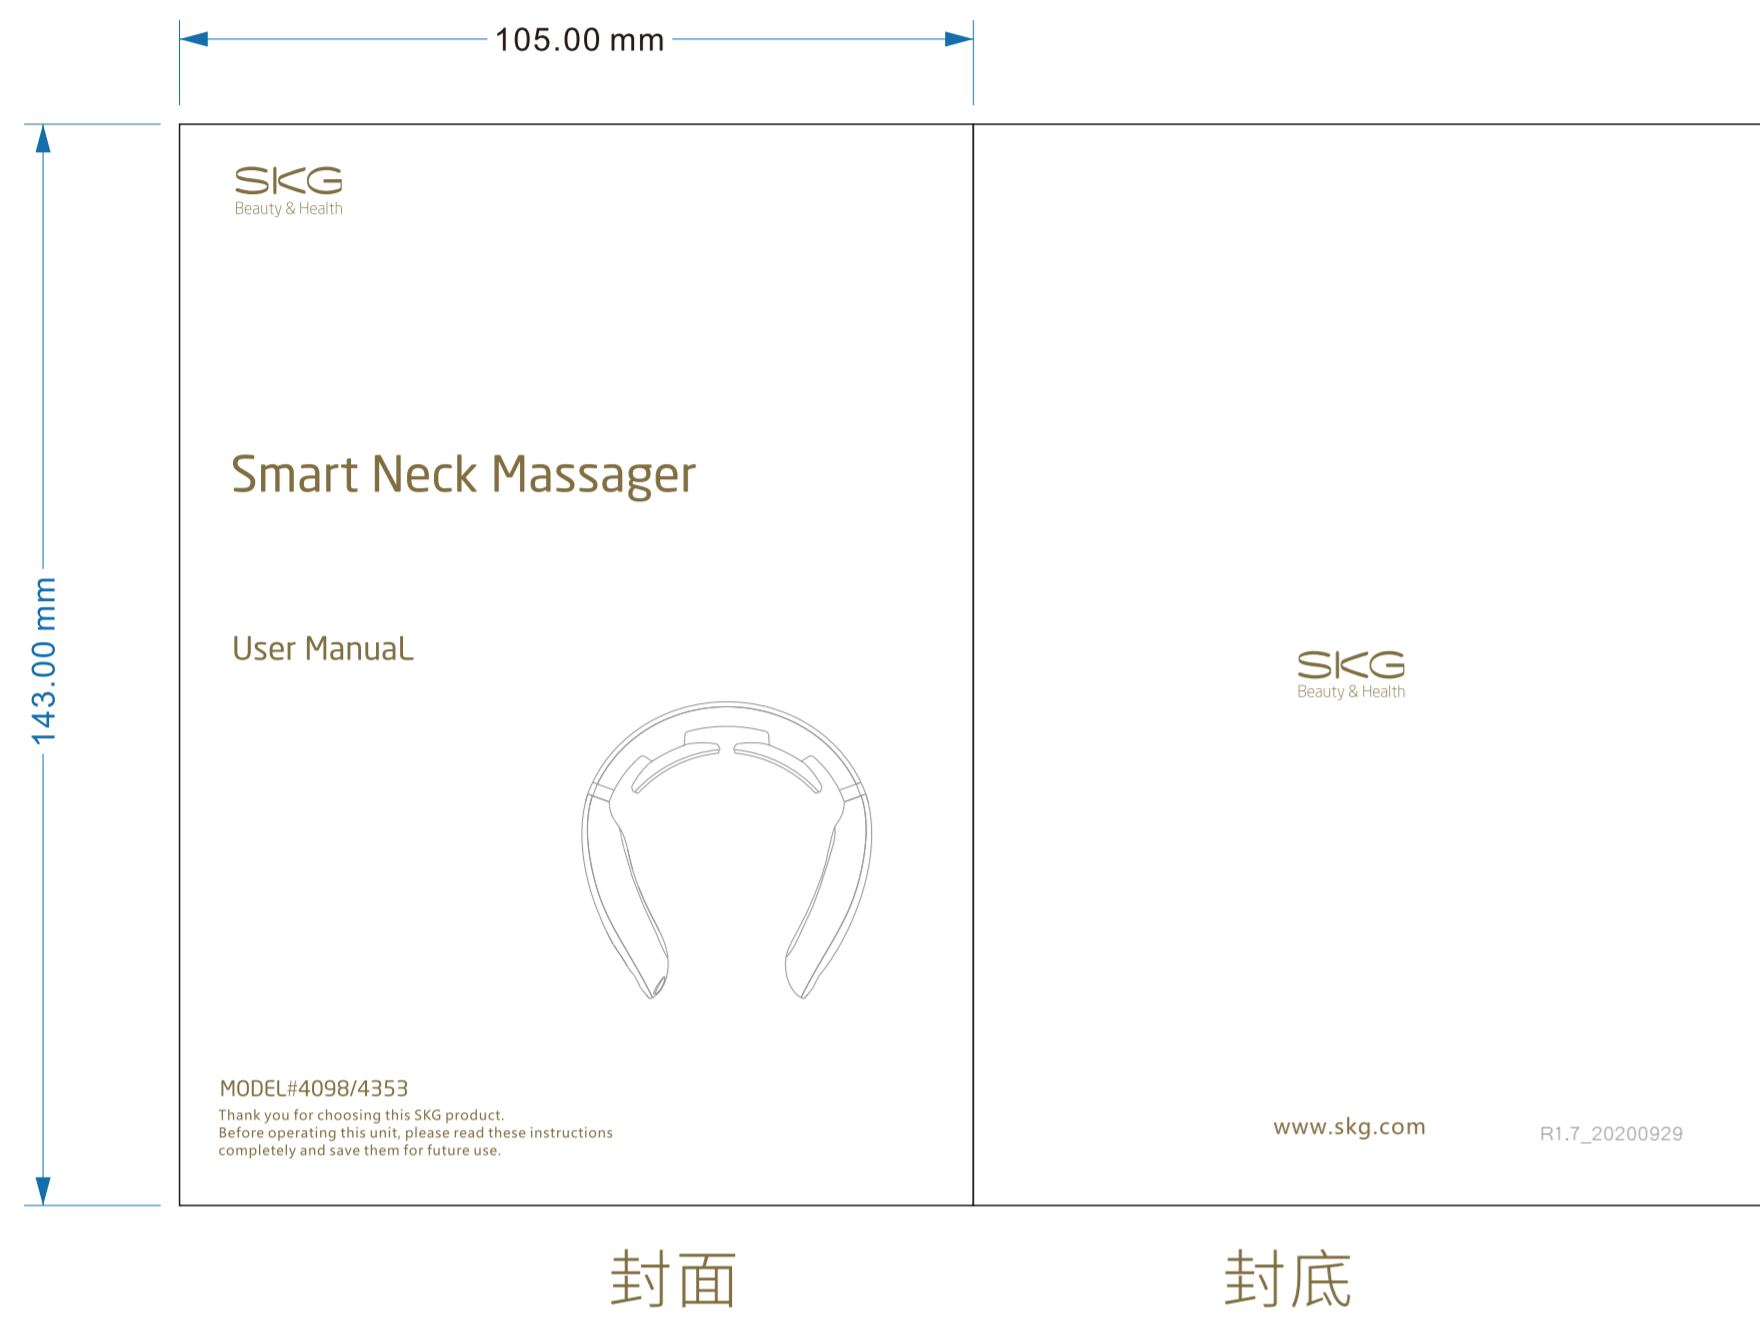 105.00 mm
143.00 mm
SKG
Beauty & Health
Smart Neck Massager
User ManuaL
MODEL#4098/4353
Thank you for choosing this SKG product.
Before operating this unit, please read these instructions
completely and save them for future use.
SKG
Beauty & Health
www.skg.com
R1.7_20200929
封面
封底